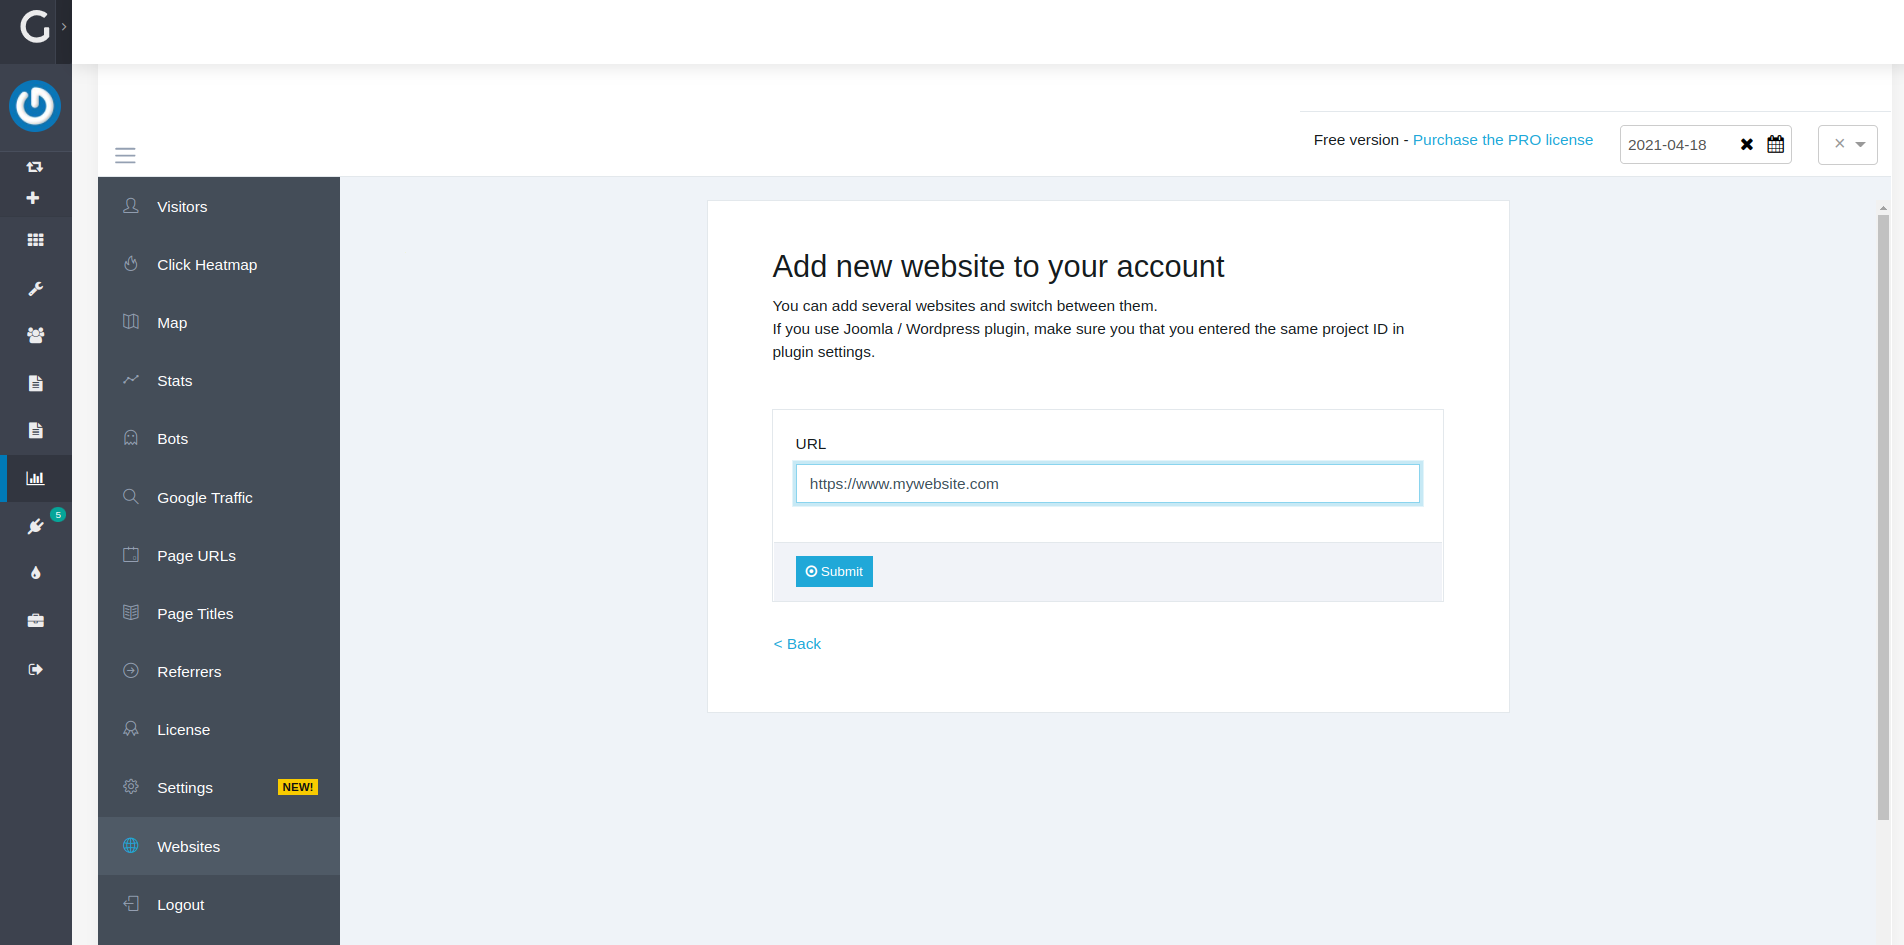 Free version - Purchase the PRO license
2021-04-18
Visitors
Click Heatmap
Map
Stats
Bots
Google Traffic
Page URLs
Page Titles
Referrers
License
Settings
NEW!
Websites
Logout
5
Add new website to your account
You can add several websites and switch between them.
If you use Joomla / Wordpress plugin, make sure you that you entered the same project ID in
plugin settings.
URL
https://www.mywebsite.com
Submit
< Back